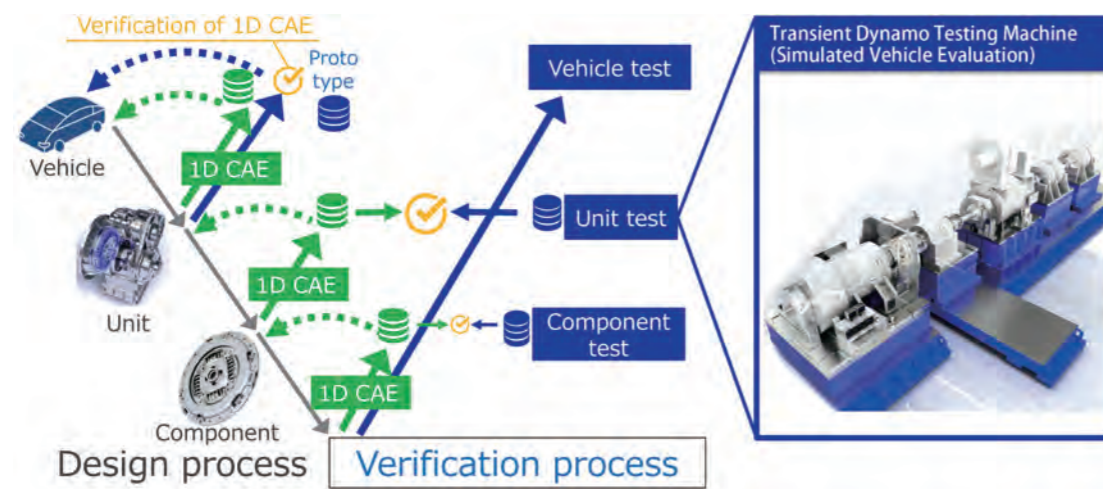 Verification of 1D CAE
Proto
type
Vehicle
1D CAE
Unit
1D CAE
Component
1D CAE
Design process
Verification process
Vehicle test
Unit test
Component
test
Transient Dynamo Testing Machine
(Simulated Vehicle Evaluation)